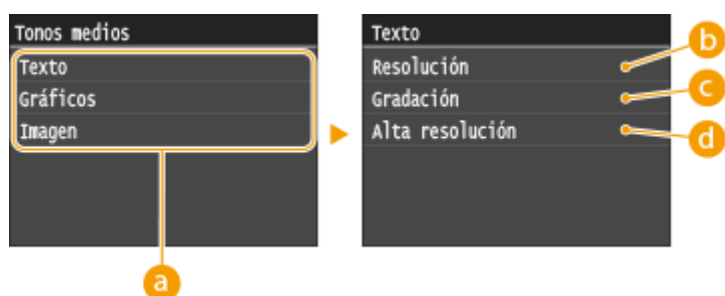 Tonos medios
Texto
Gráficos
Imagen
a
Texto
Resolución
Gradación
Alta resolución
b
c
d